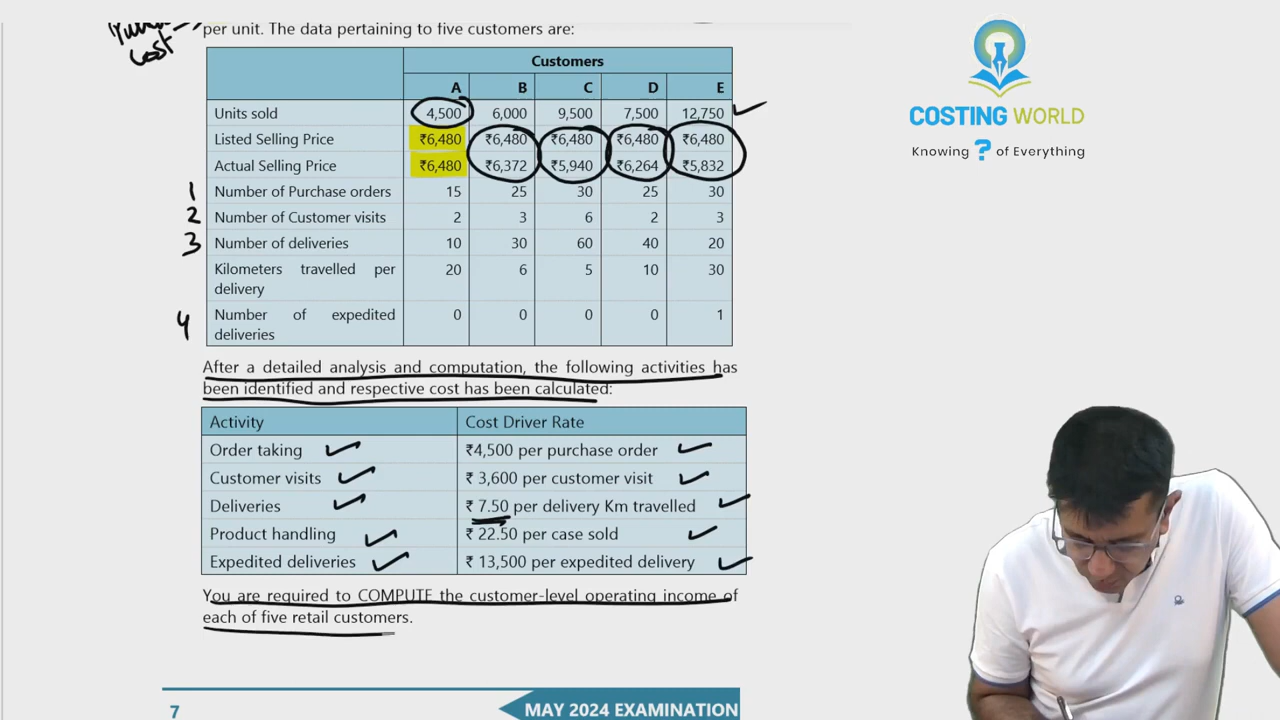 cost
per unit. The data pertaining to five customers are:
Customers
A B C D E
Units sold 4,500 6,000 9,500 7,500 12,750
Listed Selling Price ₹6,480 ₹6,480 ₹6,480 ₹6,480 ₹6,480
Actual Selling Price ₹6,480 ₹6,372 ₹5,940 ₹6,264 ₹5,832
1 Number of Purchase orders 15 25 30 25 30
2 Number of Customer visits 2 3 6 2 3
3 Number of deliveries 10 30 60 40 20
Kilometers travelled per 20 6 5 10 30
delivery
4 Number of expedited 0 0 0 0 1
deliveries
After a detailed analysis and computation, the following activities has
been identified and respective cost has been calculated:
Activity Cost Driver Rate
Order taking ₹4,500 per purchase order
Customer visits ₹ 3,600 per customer visit
Deliveries ₹ 7.50 per delivery Km travelled
Product handling ₹ 22.50 per case sold
Expedited deliveries ₹ 13,500 per expedited delivery
You are required to COMPUTE the customer-level operating income of
each of five retail customers.
7 MAY 2024 EXAMINATION
COSTING WORLD
Knowing ? of Everything